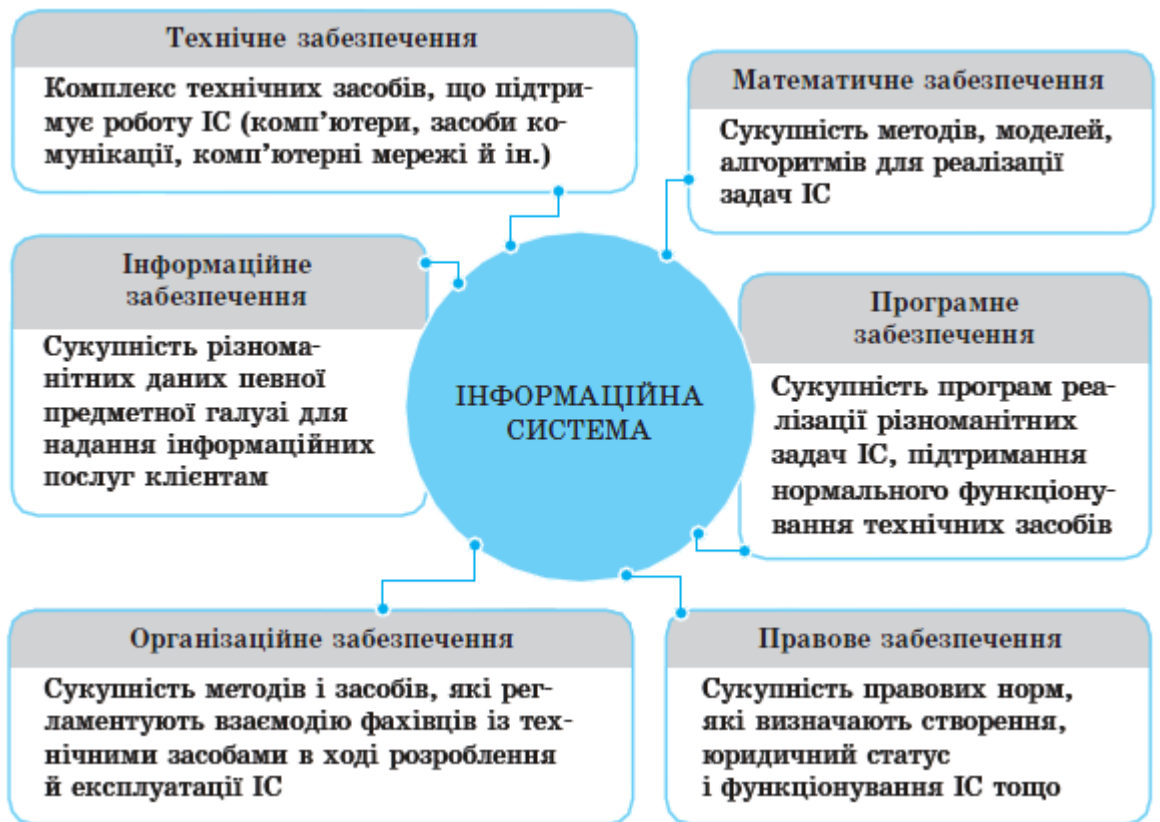 Технічне забезпечення
Комплекс технічних засобів, що підтри-
мує роботу ІС (комп’ютери, засоби ко-
мунікації, комп’ютерні мережі й ін.)
Математичне забезпечення
Сукупність методів, моделей,
алгоритмів для реалізації
задач ІС
Інформаційне
забезпечення
Сукупність різнома-
нітних даних певної
предметної галузі для
надання інформаційних
послуг клієнтам
ІНФОРМАЦІЙНА
СИСТЕМА
Програмне
забезпечення
Сукупність програм реа-
лізації різноманітних
задач ІС, підтримання
нормального функціону-
вання технічних засобів
Організаційне забезпечення
Сукупність методів і засобів, які рег-
ламентують взаємодію фахівців із тех-
нічними засобами в ході розроблення
й експлуатації ІС
Правове забезпечення
Сукупність правових норм,
які визначають створення,
юридичний статус
і функціонування ІС тощо